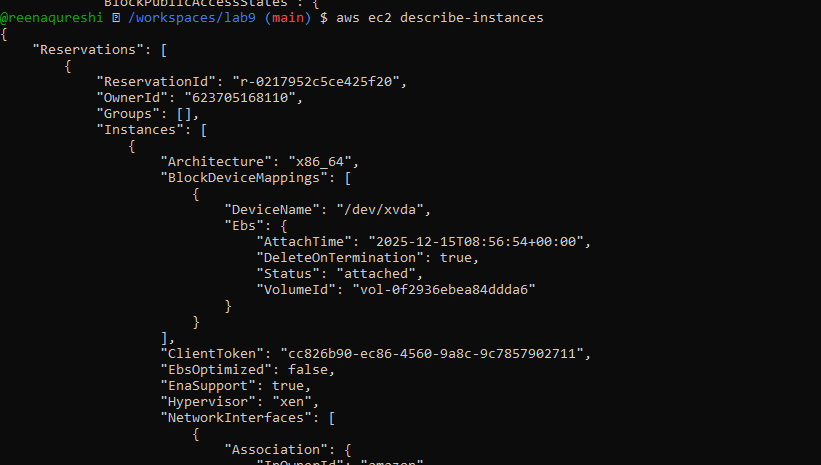 "BlockPublicAccessStates": {
@reenaqureshi /workspaces/lab9 (main) $ aws ec2 describe-instances
{
    "Reservations": [
        {
            "ReservationId": "r-0217952c5ce425f20",
            "OwnerId": "623705168110",
            "Groups": [],
            "Instances": [
                {
                    "Architecture": "x86_64",
                    "BlockDeviceMappings": [
                        {
                            "DeviceName": "/dev/xvda",
                            "Ebs": {
                                "AttachTime": "2025-12-15T08:56:54+00:00",
                                "DeleteOnTermination": true,
                                "Status": "attached",
                                "VolumeId": "vol-0f2936ebea84ddda6"
                            }
                        }
                    ],
                    "ClientToken": "cc826b90-ec86-4560-9a8c-9c7857902711",
                    "EbsOptimized": false,
                    "EnaSupport": true,
                    "Hypervisor": "xen",
                    "NetworkInterfaces": [
                        {
                            "Association": {
                                "IpOwnerId": "amazon",